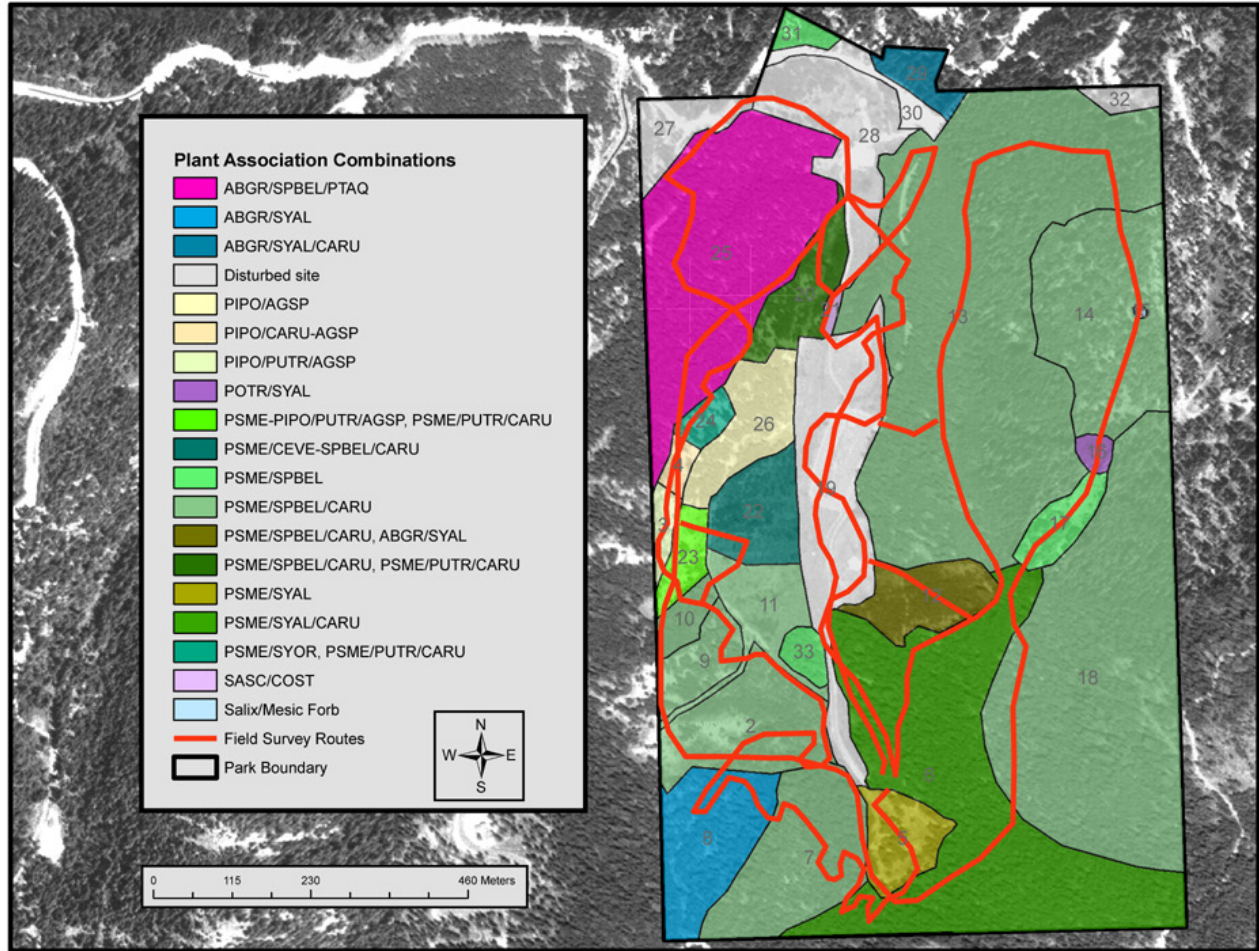 Plant Association Combinations
ABGR/SPBEL/PTAQ
ABGR/SYAL
ABGR/SYAL/CARU
Disturbed site
PIPO/AGSP
PIPO/CARU-AGSP
PIPO/PUTR/AGSP
POTR/SYAL
PSME-PIPO/PUTR/AGSP, PSME/PUTR/CARU
PSME/CEVE-SPBEL/CARU
PSME/SPBEL
PSME/SPBEL/CARU
PSME/SPBEL/CARU, ABGR/SYAL
PSME/SPBEL/CARU, PSME/PUTR/CARU
PSME/SYAL
PSME/SYAL/CARU
PSME/SYOR, PSME/PUTR/CARU
SASC/COST
Salix/Mesic Forb
Field Survey Routes
Park Boundary
N
W E
S
0 115 230 460 Meters
31
29
32
27
30
28
25
13
14
24
26
4
16
3
17
23
22
11
10
33
9
18
2
6
8
7
5